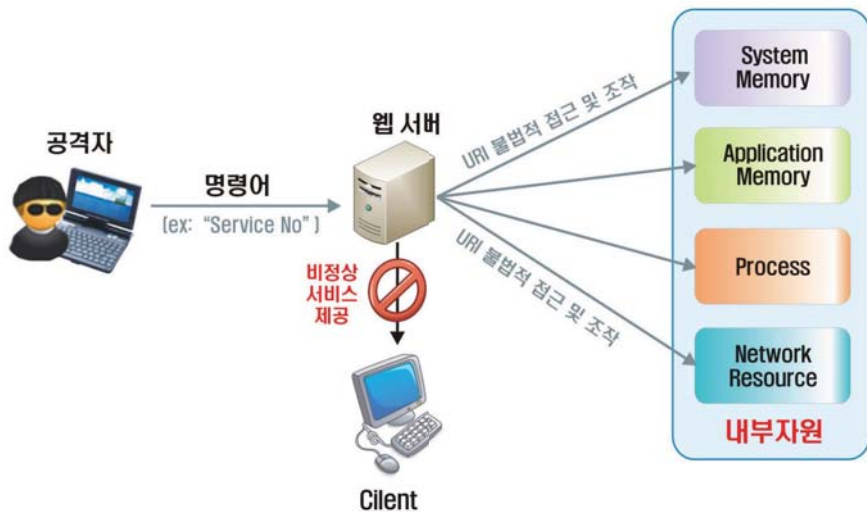 공격자
명령어
(ex: “Service No”)
웹 서버
비정상
서비스
제공
Cilent
URI 불법적 접근 및 조작
URI 불법적 접근 및 조작
System
Memory
Application
Memory
Process
Network
Resource
내부자원